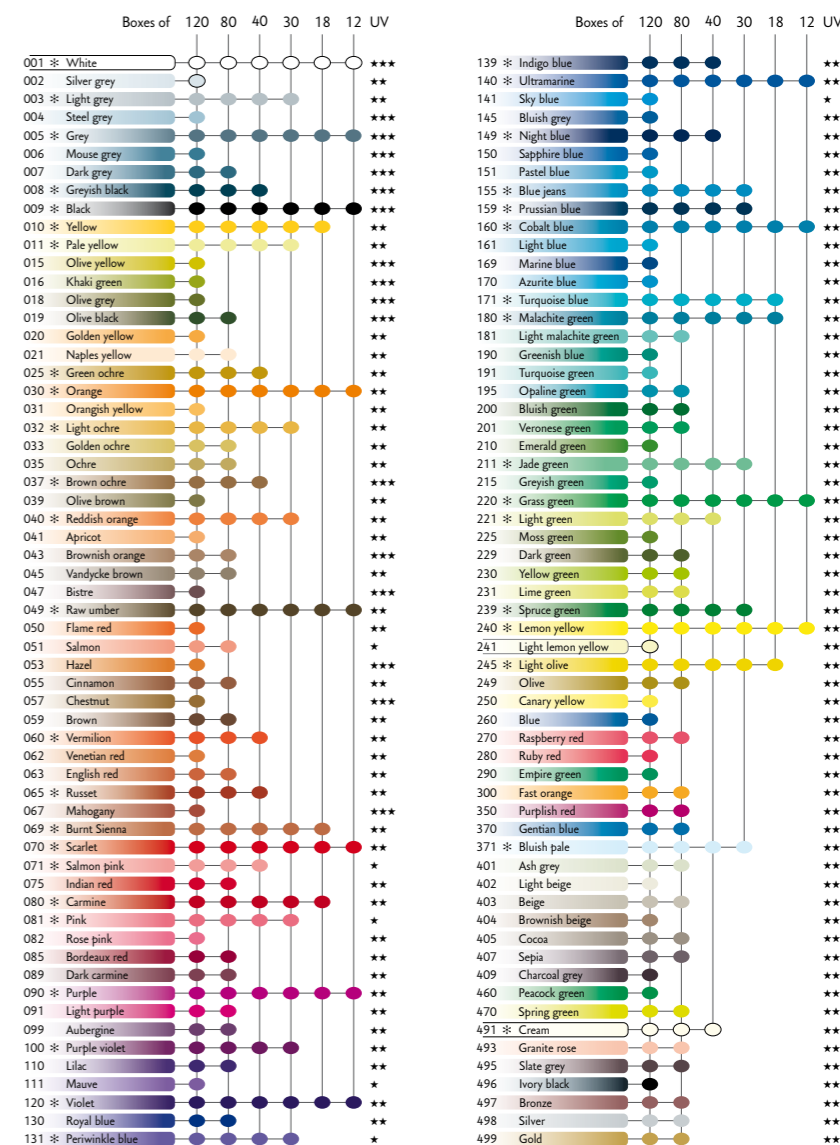 Boxes of 120 80 40 30 18 12 UV
001 * White ★★★
002 Silver grey ★★
003 * Light grey ★★
004 Steel grey ★★★
005 * Grey ★★★
006 Mouse grey ★★★
007 Dark grey ★★★
008 * Greyish black ★★★
009 * Black ★★★
010 * Yellow ★★
011 * Pale yellow ★★
015 Olive yellow ★★★
016 Khaki green ★★★
018 Olive grey ★★★
019 Olive black ★★★
020 Golden yellow ★★
021 Naples yellow ★★
025 * Green ochre ★★
030 * Orange ★★
031 Orangish yellow ★★
032 * Light ochre ★★
033 Golden ochre ★★
035 Ochre ★★
037 * Brown ochre ★★★
039 Olive brown ★★
040 * Reddish orange ★★
041 Apricot ★★
043 Brownish orange ★★★
045 Vandycke brown ★★
047 Bistre ★★★
049 * Raw umber ★★
050 Flame red ★★
051 Salmon ★
053 Hazel ★★★
055 Cinnamon ★★
057 Chestnut ★★★
059 Brown ★★
060 * Vermilion ★★
062 Venetian red ★★
063 English red ★★
065 * Russet ★★
067 Mahogany ★★★
069 * Burnt Sienna ★★
070 * Scarlet ★★
071 * Salmon pink ★
075 Indian red ★★
080 * Carmine ★★
081 * Pink ★
082 Rose pink ★★
085 Bordeaux red ★★
089 Dark carmine ★★
090 * Purple ★★
091 Light purple ★★
099 Aubergine ★★
100 * Purple violet ★★
110 Lilac ★★
111 Mauve ★
120 * Violet ★★
130 Royal blue ★★
131 * Periwinkle blue ★
Boxes of 120 80 40 30 18 12 UV
139 * Indigo blue ★★
140 * Ultramarine ★★
141 Sky blue ★
145 Bluish grey ★★
149 * Night blue ★★
150 Sapphire blue ★★
151 Pastel blue ★★
155 * Blue jeans ★★
159 * Prussian blue ★★
160 * Cobalt blue ★★
161 Light blue ★★
169 Marine blue ★★
170 Azurite blue ★★
171 * Turquoise blue ★★
180 * Malachite green ★★
181 Light malachite green ★★
190 Greenish blue ★★
191 Turquoise green ★★
195 Opaline green ★★
200 Bluish green ★★
201 Veronese green ★★
210 Emerald green ★★
211 * Jade green ★★
215 Greyish green ★★
220 * Grass green ★★
221 * Light green ★★
225 Moss green ★★
229 Dark green ★★
230 Yellow green ★★
231 Lime green ★★
239 * Spruce green ★★
240 * Lemon yellow ★★
241 Light lemon yellow ★★
245 * Light olive ★★
249 Olive ★★
250 Canary yellow ★★
260 Blue ★★
270 Raspberry red ★★
280 Ruby red ★★
290 Empire green ★★
300 Fast orange ★★
350 Purplish red ★★
370 Gentian blue ★★
371 * Bluish pale ★★
401 Ash grey ★★
402 Light beige ★★
403 Beige ★★
404 Brownish beige ★★
405 Cocoa ★★
407 Sepia ★★
409 Charcoal grey ★★
460 Peacock green ★★
470 Spring green ★★
491 * Cream ★★
493 Granite rose ★★
495 Slate grey ★★
496 Ivory black ★★
497 Bronze ★★
498 Silver ★★
499 Gold ★★